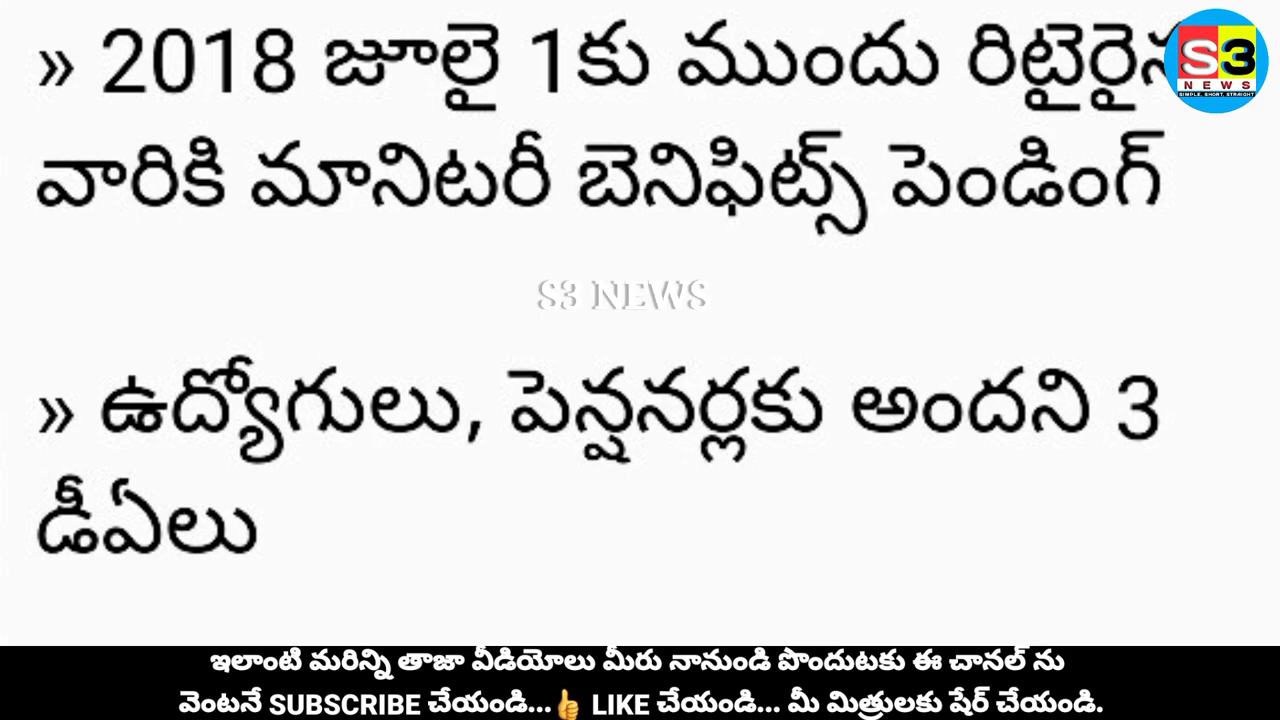 » 2018 జూలై 1కు ముందు రిటైరైన
వారికి మానిటరీ బెనిఫిట్స్ పెండింగ్
S3 NEWS
» ఉద్యోగులు, పెన్షనర్లకు అందని 3
డీఏలు
S3
NEWS
SIMPLE, SHORT, STRAIGHT
ఇలాంటి మరిన్ని తాజా వీడియోలు మీరు నానుండి పొందుటకు ఈ చానల్ ను
వెంటనే SUBSCRIBE చేయండి...👍 LIKE చేయండి... మీ మిత్రులకు షేర్ చేయండి.